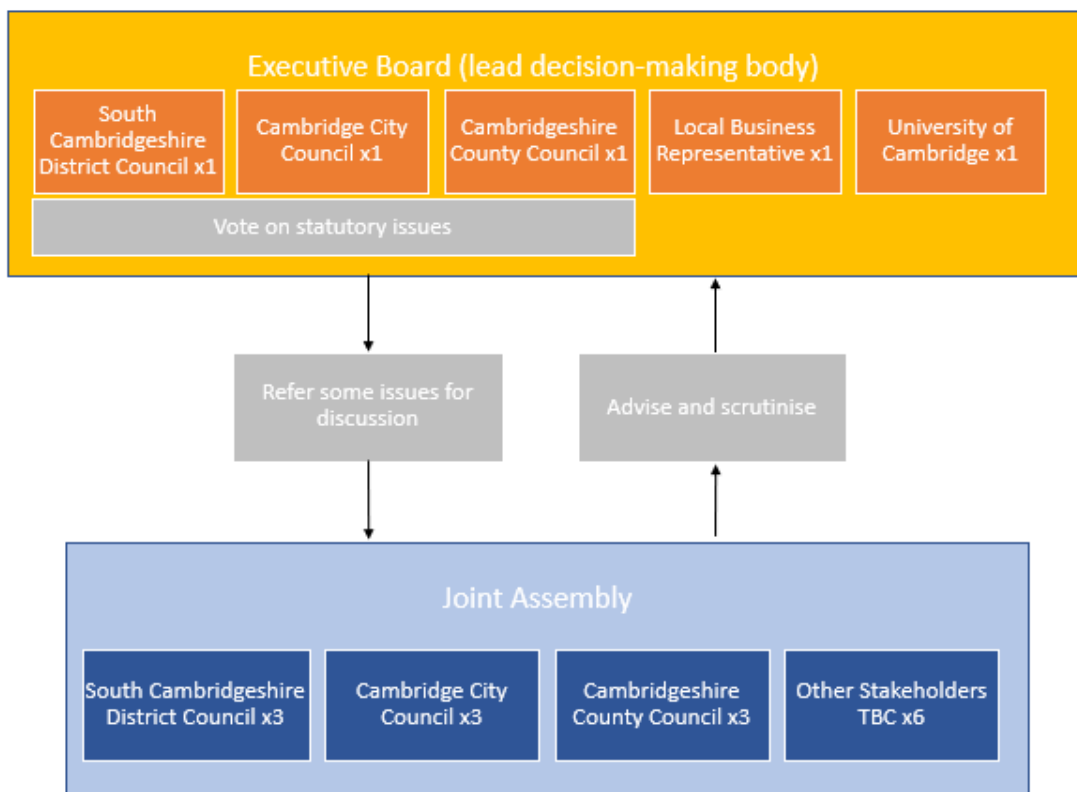 Executive Board (lead decision-making body)
South
Cambridgeshire
District Council x1
Cambridge City
Council x1
Cambridgeshire
County Council x1
Local Business
Representative x1
University of
Cambridge x1
Vote on statutory issues
Refer some issues for
discussion
Advise and scrutinise
Joint Assembly
South Cambridgeshire
District Council x3
Cambridge City
Council x3
Cambridgeshire
County Council x3
Other Stakeholders
TBC x6